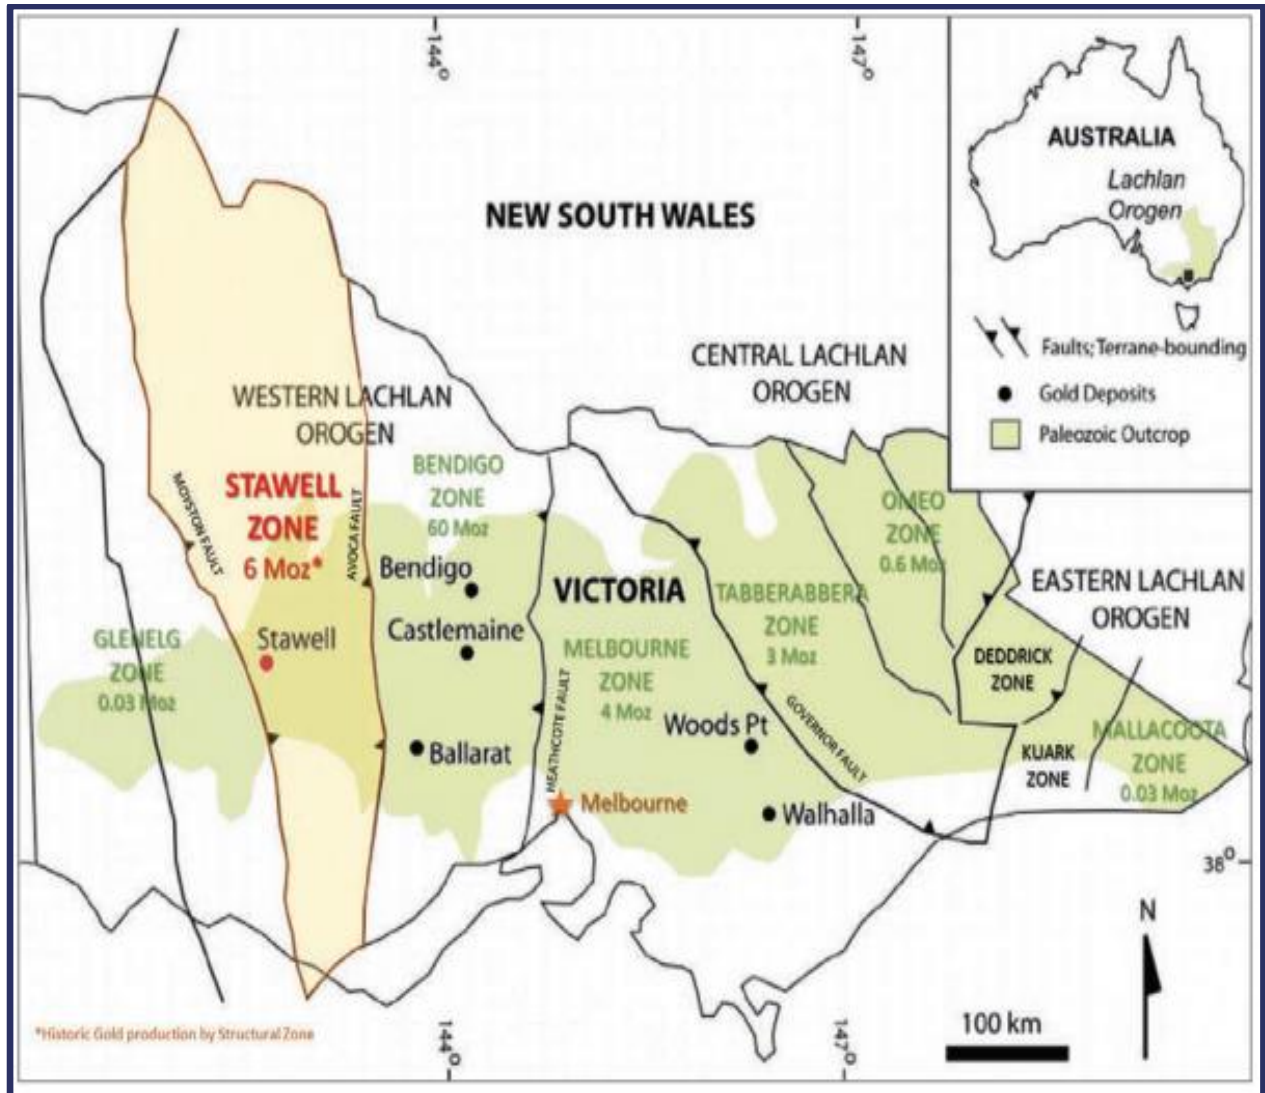 144°
147°
AUSTRALIA
Lachlan
Orogen
NEW SOUTH WALES
Faults; Terrane-bounding
Gold Deposits
Paleozoic Outcrop
CENTRAL LACHLAN
OROGEN
WESTERN LACHLAN
OROGEN
STAWELL
ZONE
6 Moz*
MOYSTON FAULT
AVOCA FAULT
BENDIGO
ZONE
60 Moz
Bendigo
Castlemaine
Ballarat
Stawell
GLENELG
ZONE
0.03 Moz
VICTORIA
HEATHCOTE FAULT
MELBOURNE
ZONE
4 Moz
Melbourne
Woods Pt
Walhalla
GOVERNOR FAULT
TABBERABBERA
ZONE
3 Moz
OMEO
ZONE
0.6 Moz
EASTERN LACHLAN
OROGEN
DEDDRICK
ZONE
KUARK
ZONE
MALLACOOTA
ZONE
0.03 Moz
38°
N
100 km
*Historic Gold production by Structural Zone
144°
147°